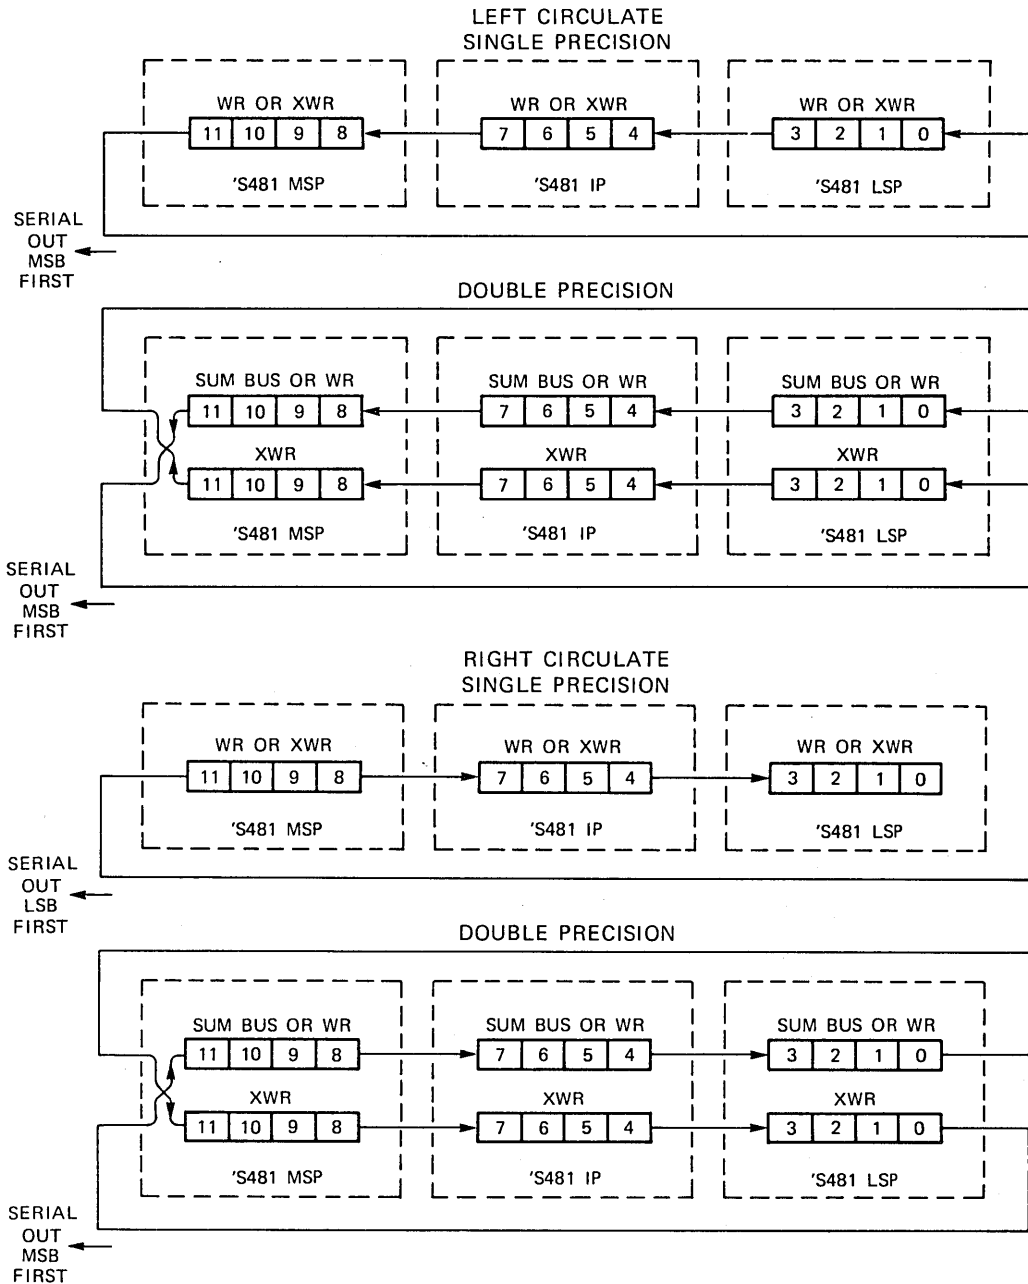 LEFT CIRCULATE
SINGLE PRECISION
WR OR XWR WR OR XWR WR OR XWR
11 10 9 8 7 6 5 4 3 2 1 0
'S481 MSP 'S481 IP 'S481 LSP
SERIAL
OUT
MSB
FIRST
DOUBLE PRECISION
SUM BUS OR WR SUM BUS OR WR SUM BUS OR WR
11 10 9 8 7 6 5 4 3 2 1 0
XWR XWR XWR
11 10 9 8 7 6 5 4 3 2 1 0
'S481 MSP 'S481 IP 'S481 LSP
SERIAL
OUT
MSB
FIRST
RIGHT CIRCULATE
SINGLE PRECISION
WR OR XWR WR OR XWR WR OR XWR
11 10 9 8 7 6 5 4 3 2 1 0
'S481 MSP 'S481 IP 'S481 LSP
SERIAL
OUT
LSB
FIRST
DOUBLE PRECISION
SUM BUS OR WR SUM BUS OR WR SUM BUS OR WR
11 10 9 8 7 6 5 4 3 2 1 0
XWR XWR XWR
11 10 9 8 7 6 5 4 3 2 1 0
'S481 MSP 'S481 IP 'S481 LSP
SERIAL
OUT
MSB
FIRST